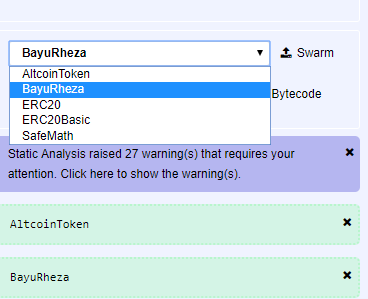 BayuRheza
Swarm
AltcoinToken
BayuRheza
ERC20
Bytecode
ERC20Basic
SafeMath
Static Analysis raised 27 warning(s) that requires your
attention. Click here to show the warning(s).
AltcoinToken
BayuRheza